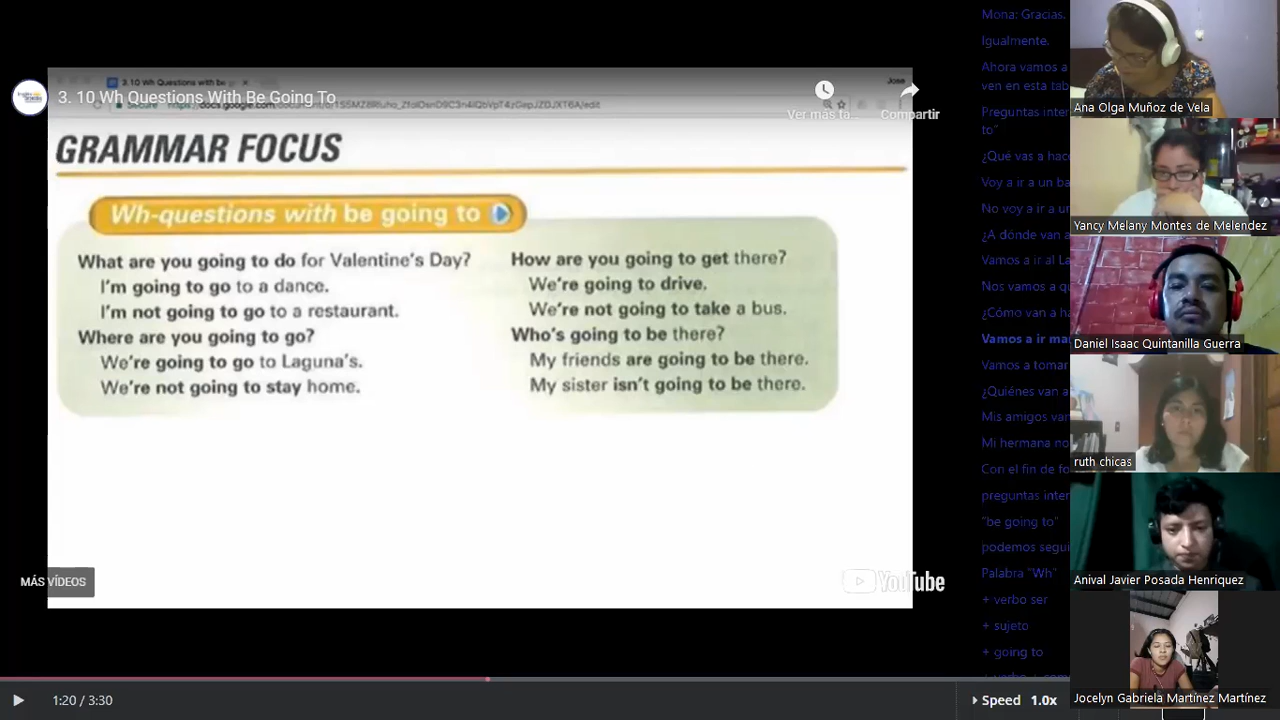 3. 10 Wh Questions With Be Going To
Ver más ta...
Compartir
Jose
GRAMMAR FOCUS
Wh-questions with be going to
What are you going to do for Valentine's Day?
I'm going to go to a dance.
I'm not going to go to a restaurant.
Where are you going to go?
We're going to go to Laguna's.
We're not going to stay home.
How are you going to get there?
We're going to drive.
We're not going to take a bus.
Who's going to be there?
My friends are going to be there.
My sister isn't going to be there.
MÁS VÍDEOS
YouTube
1:20 / 3:30
Speed 1.0x
Mona: Gracias.
Igualmente.
Ahora vamos a
ven en esta
Preguntas
to"
¿Qué vas a
Voy a ir a un
No voy a ir a
¿A dónde van a
Vamos a ir al
Nos vamos a
¿Cómo van a
Vamos a ir
Vamos a tomar
¿Quiénes van a
Mis amigos
Mi hermana no
Con el fin de
preguntas
"be going to"
podemos
Palabra "Wh"
+ verbo ser
+ sujeto
+ going to
Ana Olga Muñoz de Vela
Yancy Melany Montes de Melendez
Daniel Isaac Quintanilla Guerra
ruth chicas
Anival Javier Posada Henriquez
Jocelyn Gabriela Martínez Martínez